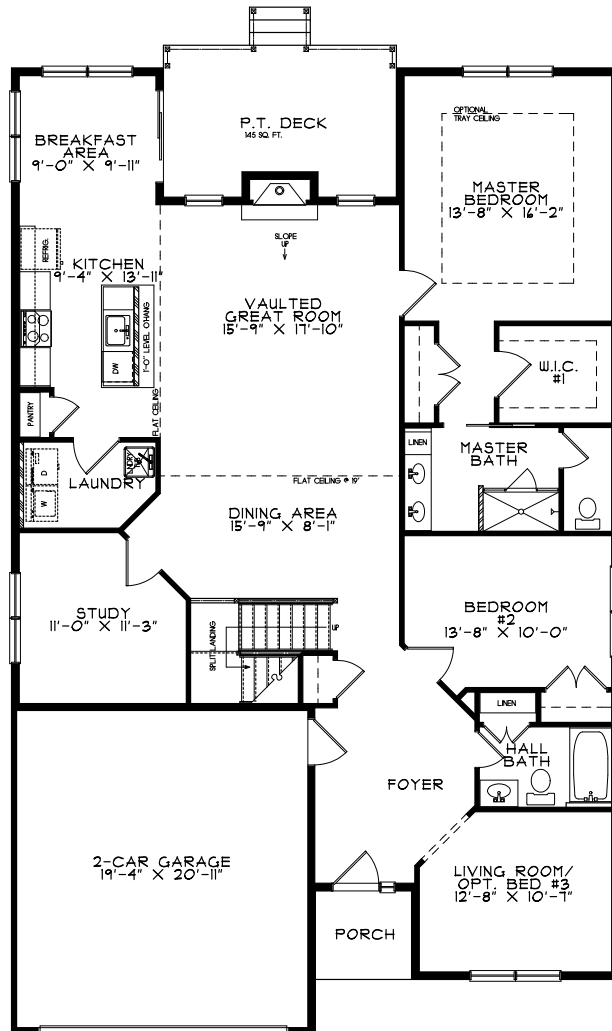 P.T. DECK
145 SQ. FT.
BREAKFAST
AREA
9'-0" X 9'-11"
OPTIONAL
TRAY CEILING
MASTER
BEDROOM
13'-8" X 16'-2"
REFRIG.
KITCHEN
9'-4" X 13'-11"
SLOPE
UP
VAULTED
GREAT ROOM
15'-9" X 17'-10"
DW
1'-0" LEVEL O'HANG
W.I.C.
#1
PANTRY
FLAT CEILING
LINEN
MASTER
BATH
D
W
LAUNDRY
FLAT CEILING @ 19'
DINING AREA
15'-9" X 8'-1"
STUDY
11'-0" X 11'-3"
SPLIT LANDING
UP
BEDROOM
#2
13'-8" X 10'-0"
LINEN
HALL
BATH
FOYER
2-CAR GARAGE
19'-4" X 20'-11"
LIVING ROOM/
OPT. BED #3
12'-8" X 10'-7"
PORCH